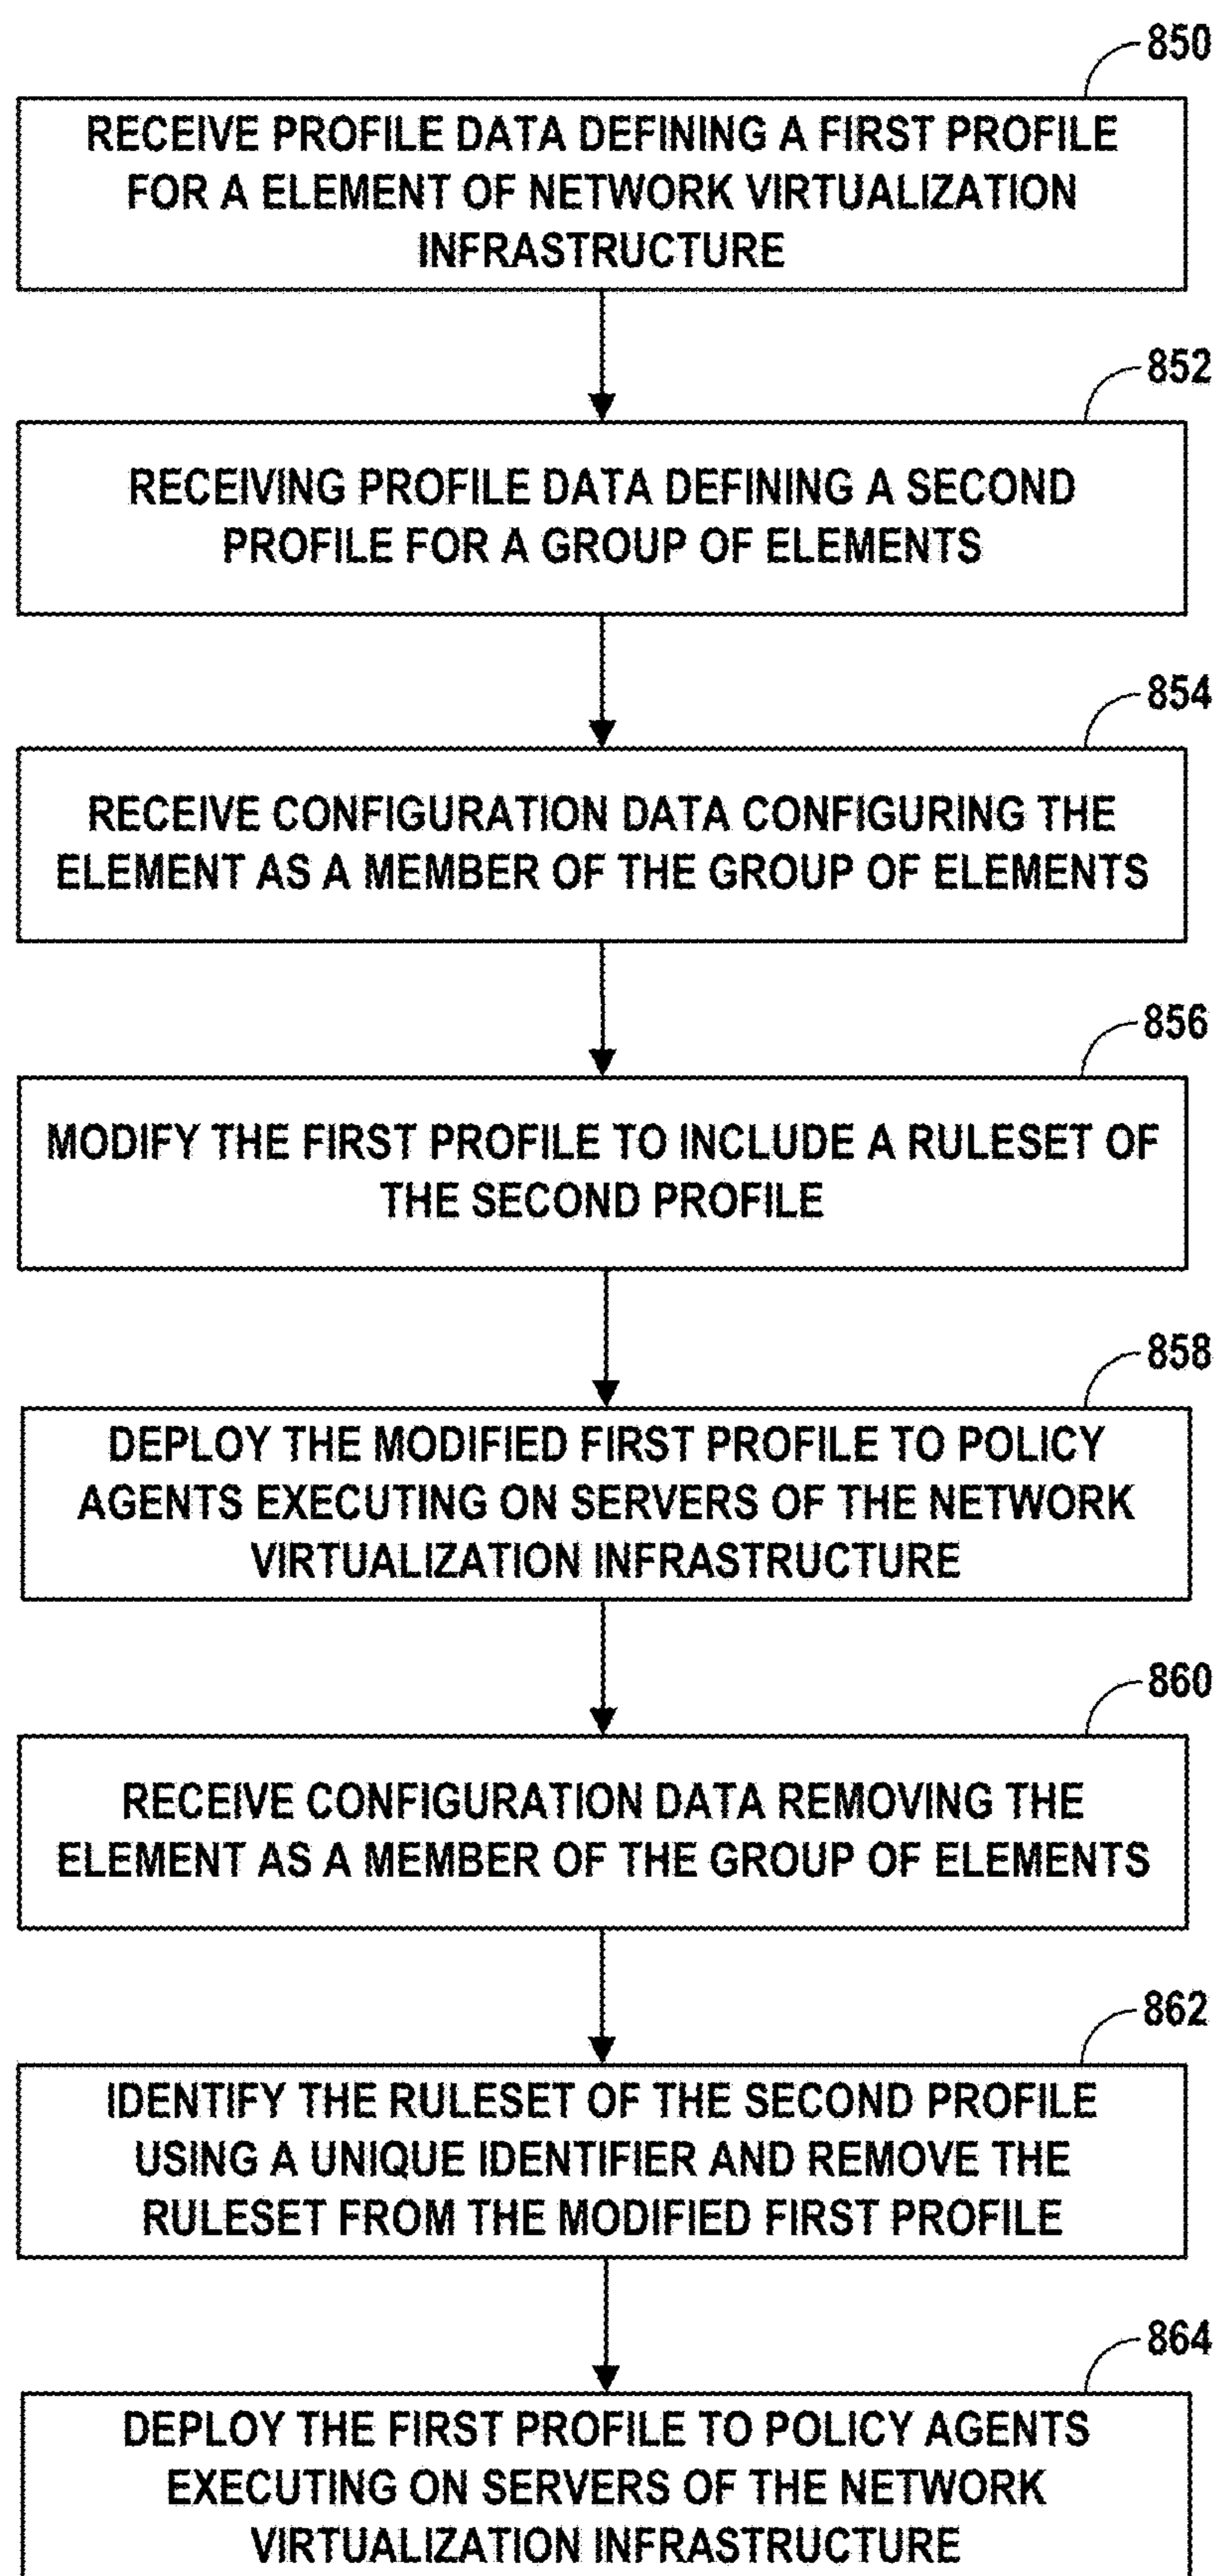 850
RECEIVE PROFILE DATA DEFINING A FIRST PROFILE
FOR A ELEMENT OF NETWORK VIRTUALIZATION
INFRASTRUCTURE
852
RECEIVING PROFILE DATA DEFINING A SECOND
PROFILE FOR A GROUP OF ELEMENTS
854
RECEIVE CONFIGURATION DATA CONFIGURING THE
ELEMENT AS A MEMBER OF THE GROUP OF ELEMENTS
856
MODIFY THE FIRST PROFILE TO INCLUDE A RULESET OF
THE SECOND PROFILE
858
DEPLOY THE MODIFIED FIRST PROFILE TO POLICY
AGENTS EXECUTING ON SERVERS OF THE NETWORK
VIRTUALIZATION INFRASTRUCTURE
860
RECEIVE CONFIGURATION DATA REMOVING THE
ELEMENT AS A MEMBER OF THE GROUP OF ELEMENTS
862
IDENTIFY THE RULESET OF THE SECOND PROFILE
USING A UNIQUE IDENTIFIER AND REMOVE THE
RULESET FROM THE MODIFIED FIRST PROFILE
864
DEPLOY THE FIRST PROFILE TO POLICY AGENTS
EXECUTING ON SERVERS OF THE NETWORK
VIRTUALIZATION INFRASTRUCTURE